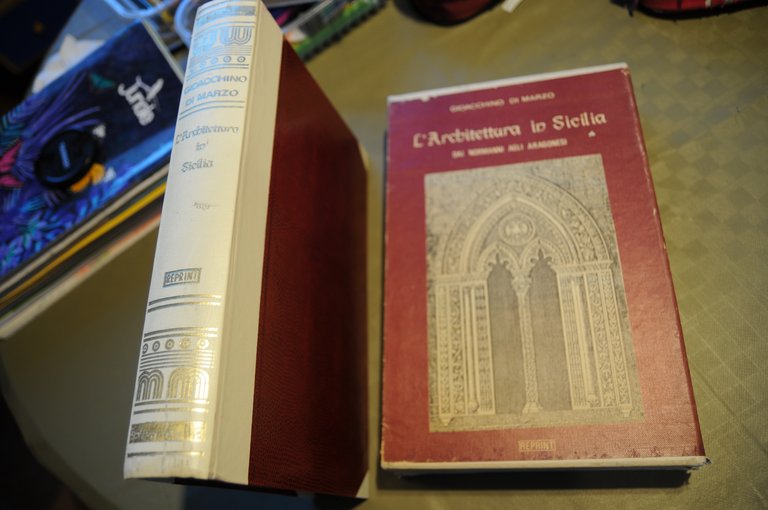 GIOACCHINO
DI MARZO
L'Architettura
in
Sicilia
REPRINT
GIOACCHINO DI MARZO
L'Architettura in Sicilia
DAI NORMANNI AGLI ARAGONESI
REPRINT